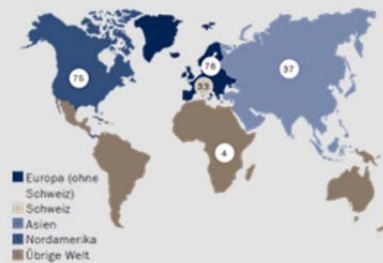 78
75
37
33
4
Europa (ohne
Schweiz)
Schweiz
Asien
Nordamerika
Übrige Welt